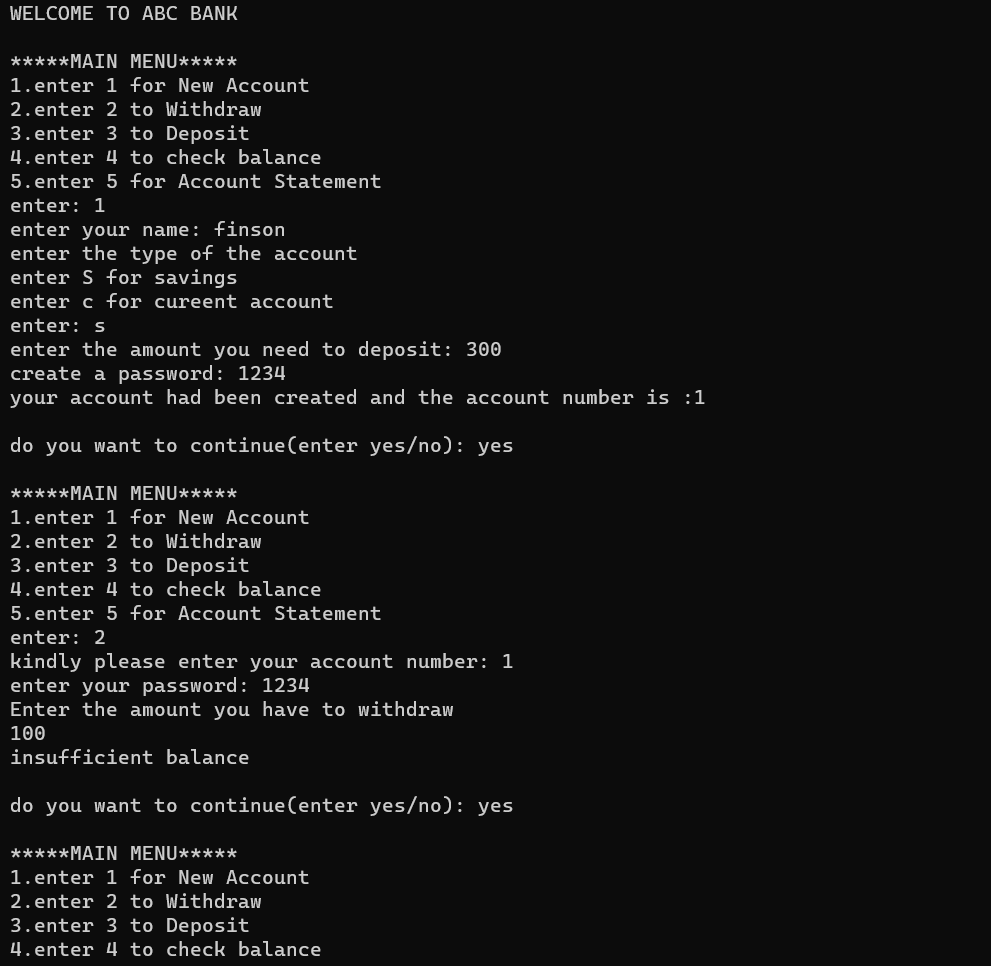 WELCOME TO ABC BANK
*****MAIN MENU*****
1.enter 1 for New Account
2.enter 2 to Withdraw
3.enter 3 to Deposit
4.enter 4 to check balance
5.enter 5 for Account Statement
enter: 1
enter your name: finson
enter the type of the account
enter S for savings
enter c for cureent account
enter: s
enter the amount you need to deposit: 300
create a password: 1234
your account had been created and the account number is :1
do you want to continue(enter yes/no): yes
*****MAIN MENU*****
1.enter 1 for New Account
2.enter 2 to Withdraw
3.enter 3 to Deposit
4.enter 4 to check balance
5.enter 5 for Account Statement
enter: 2
kindly please enter your account number: 1
enter your password: 1234
Enter the amount you have to withdraw
100
insufficient balance
do you want to continue(enter yes/no): yes
*****MAIN MENU*****
1.enter 1 for New Account
2.enter 2 to Withdraw
3.enter 3 to Deposit
4.enter 4 to check balance